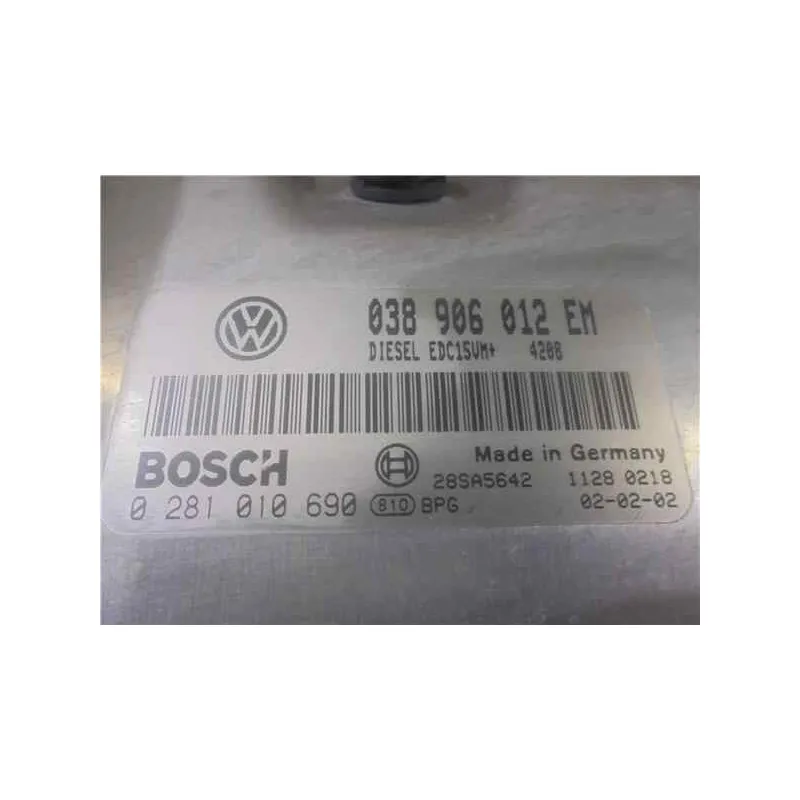 038 906 012 EM
DIESEL EDC15VM+ 4208
BOSCH
Made in Germany
28SA5642 1128 0218
0 281 010 690 810 BPG 02-02-02